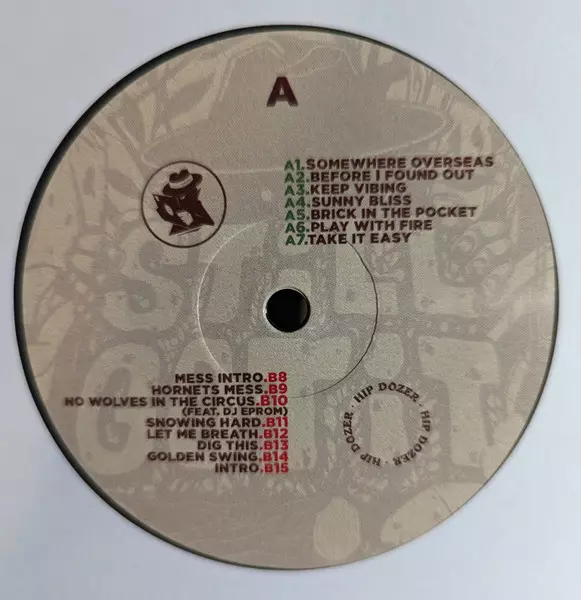 A
A1.SOMEWHERE OVERSEAS
A2.BEFORE I FOUND OUT
A3.KEEP VIBING
A4.SUNNY BLISS
A5.BRICK IN THE POCKET
A6.PLAY WITH FIRE
A7.TAKE IT EASY
STILL
GOT IT
MESS INTRO.B8
HORNETS MESS.B9
NO WOLVES IN THE CIRCUS.B10
(FEAT. DJ EPROM)
SNOWING HARD.B11
LET ME BREATH.B12
DIG THIS.B13
GOLDEN SWING.B14
INTRO.B15
HIP DOZER · HIP DOZER · HIP DOZER ·